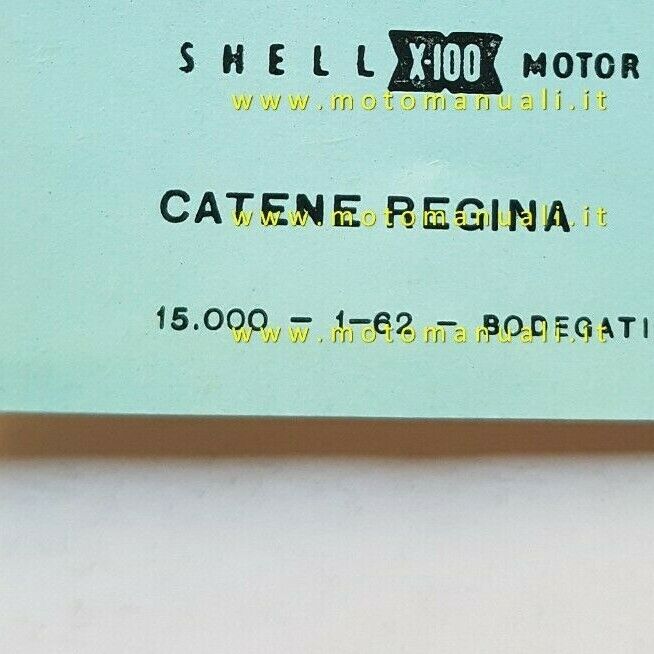 SHELL X-100 MOTOR
www.motomanuali.it
CATENE REGINA
www.motomanuali.it
15.000 - 1-62 - BODEGATI
www.motomanuali.it